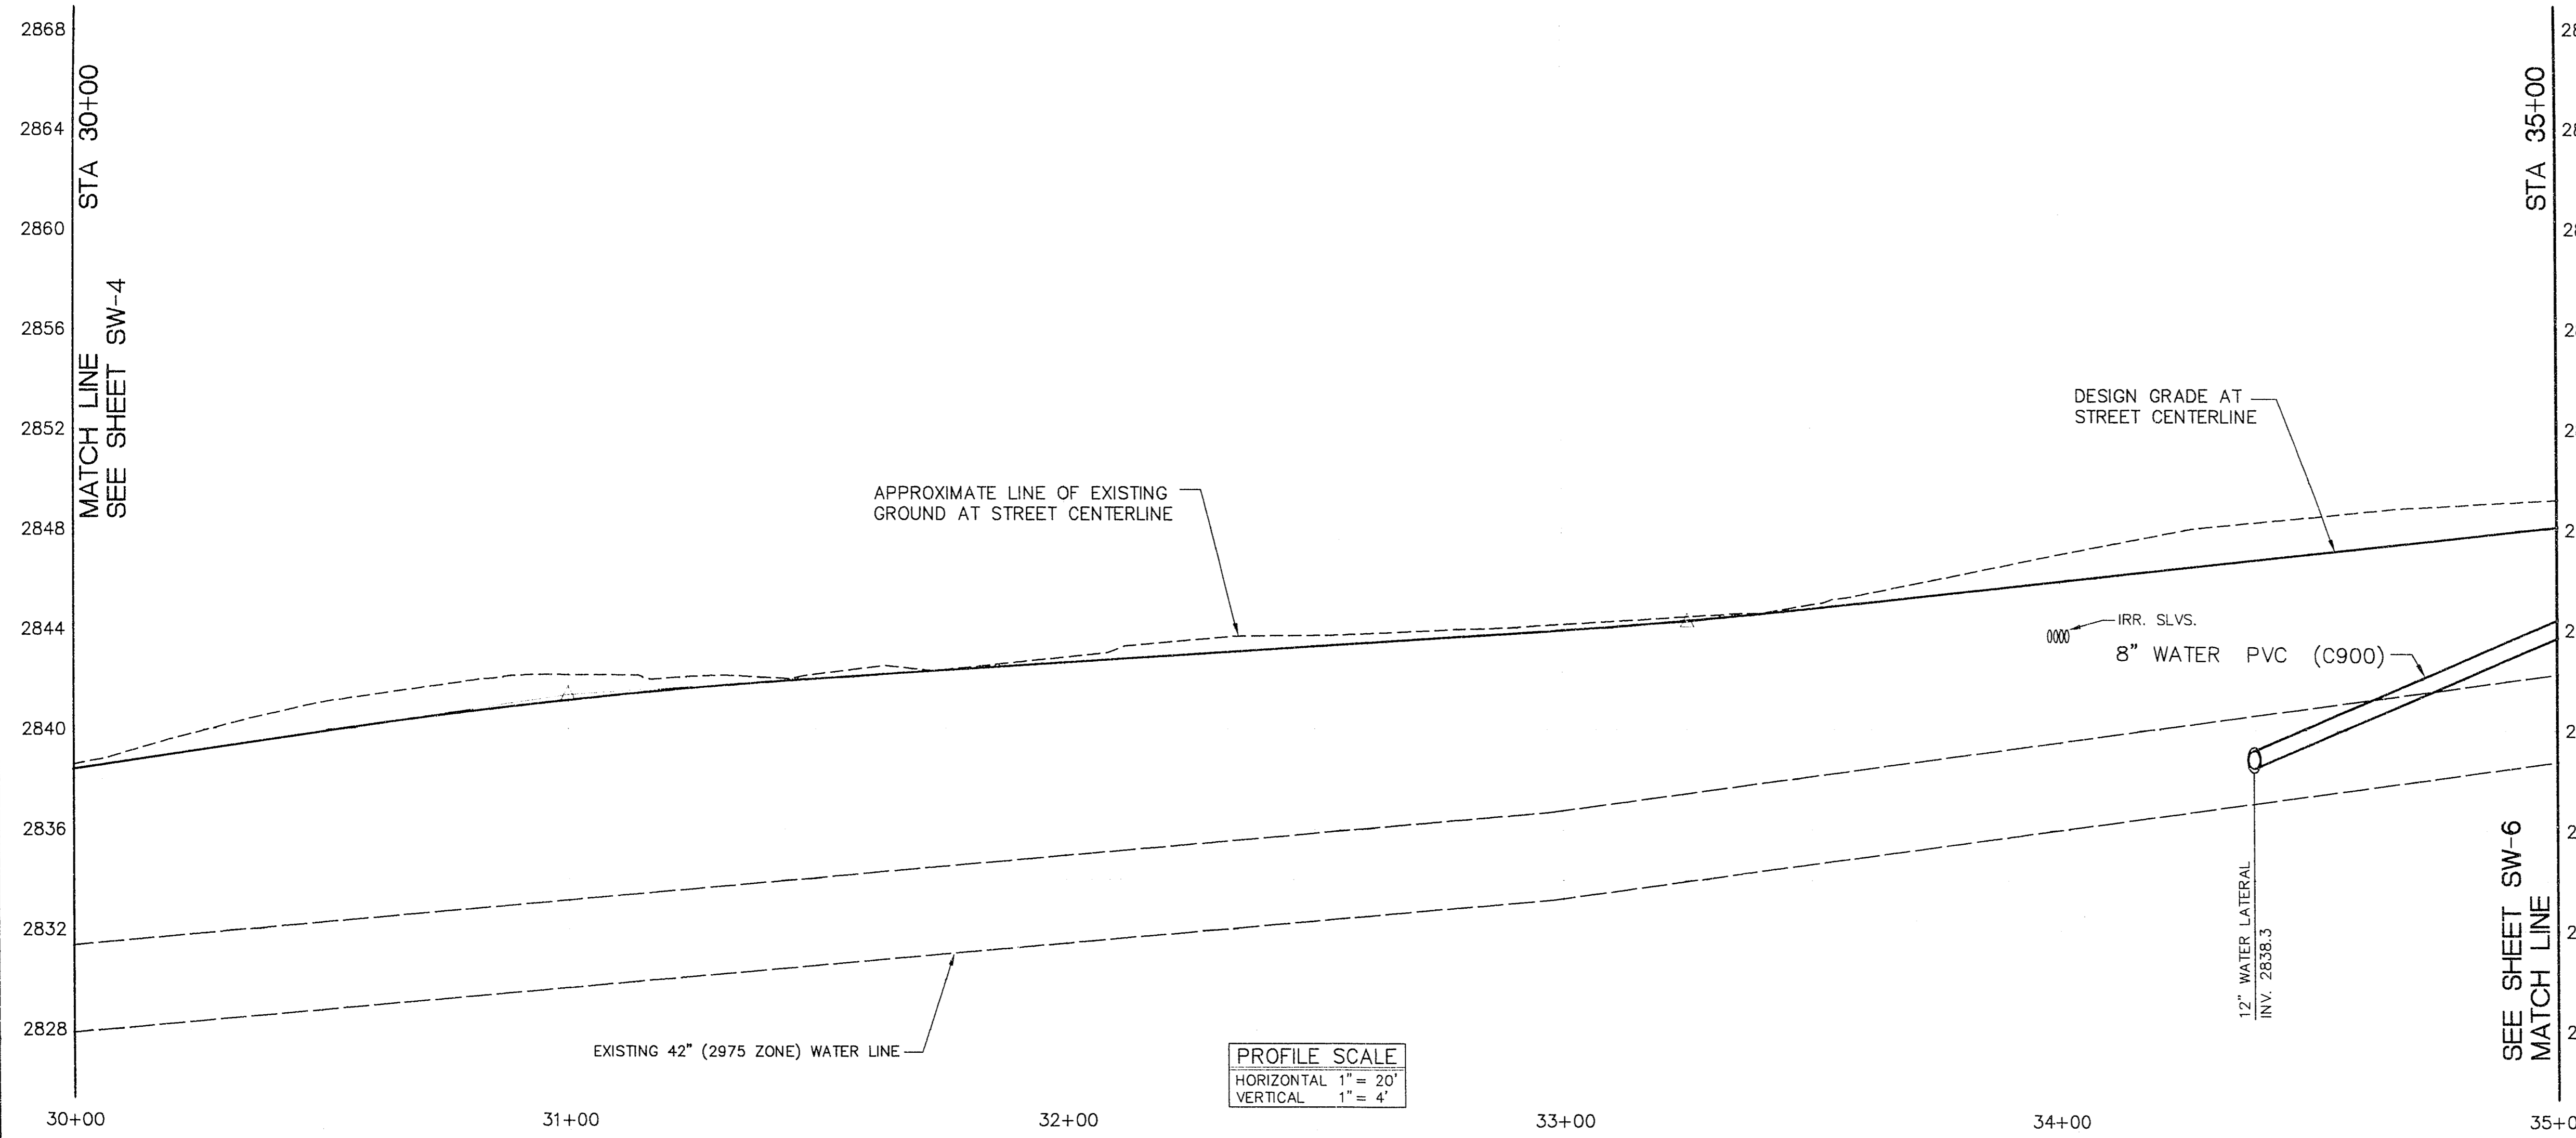 2868
2864
2860
2856
2852
2848
2844
2840
2836
2832
2828
STA 30+00
MATCH LINE
SEE SHEET SW-4
APPROXIMATE LINE OF EXISTING
GROUND AT STREET CENTERLINE
DESIGN GRADE AT
STREET CENTERLINE
IRR. SLVS.
8" WATER PVC (C900)
12" WATER LATERAL
INV. 2838.3
EXISTING 42" (2975 ZONE) WATER LINE
PROFILE SCALE
HORIZONTAL 1" = 20'
VERTICAL 1" = 4'
STA 35+00
SEE SHEET SW-6
MATCH LINE
30+00
31+00
32+00
33+00
34+00